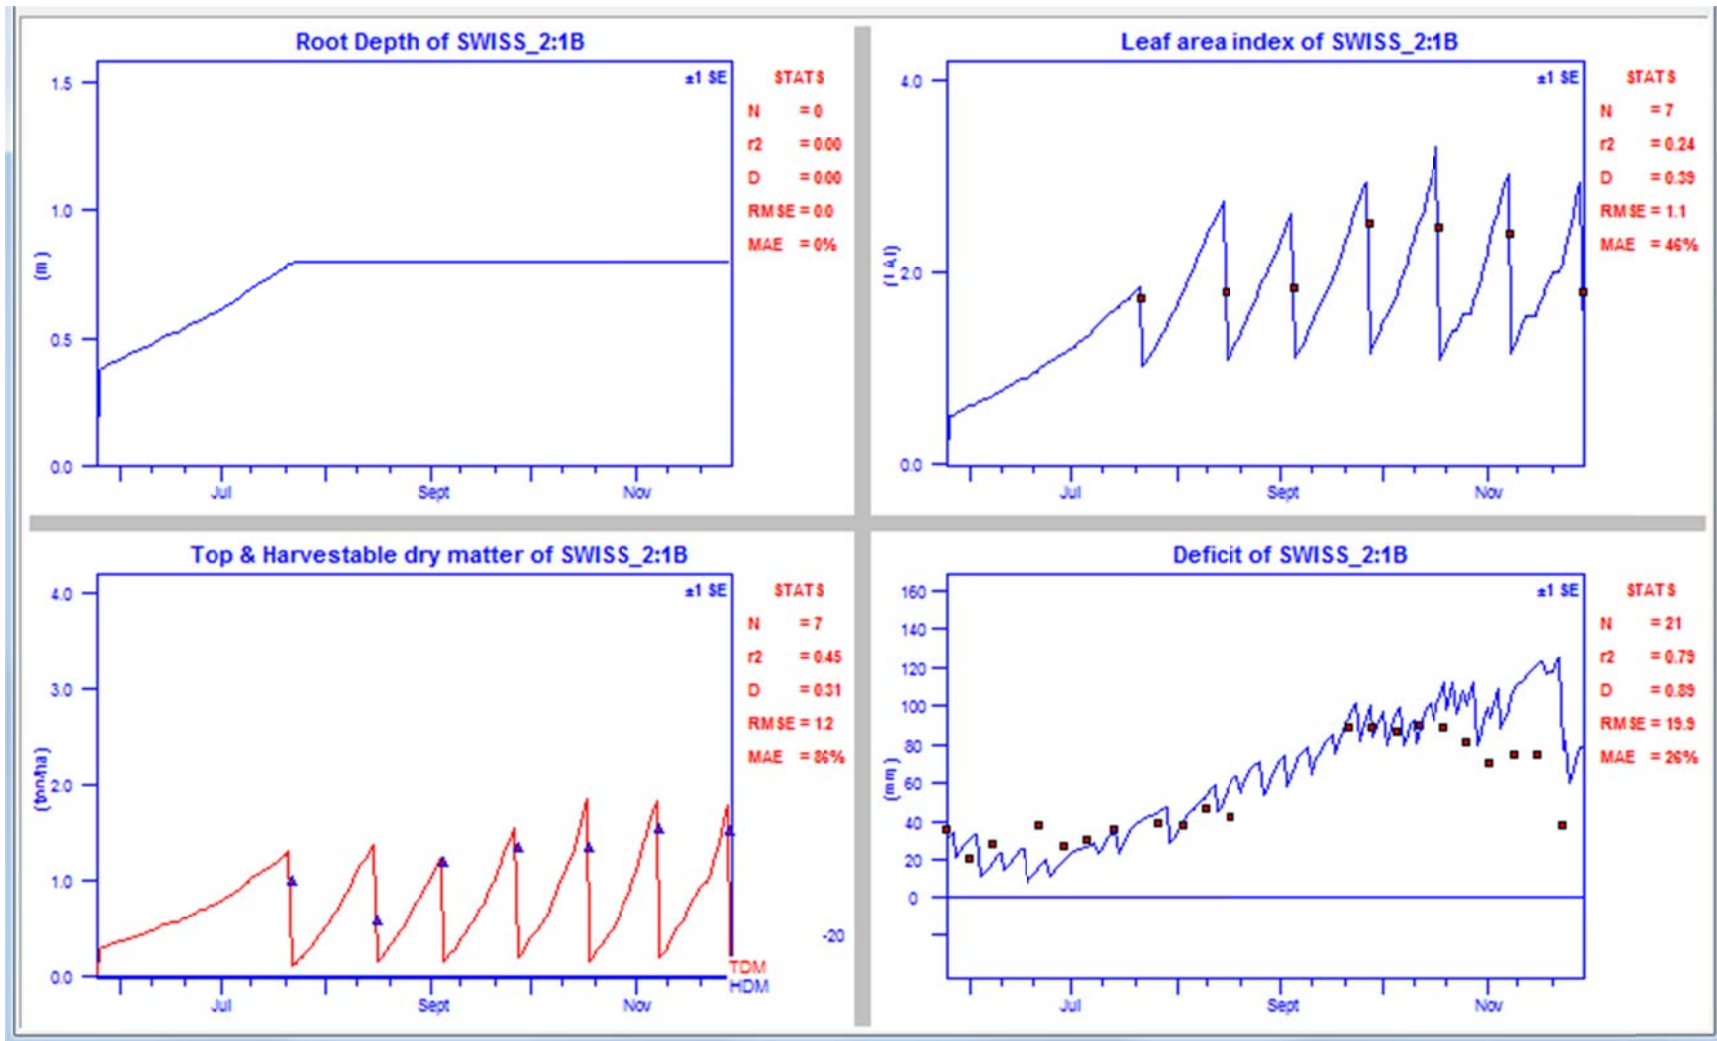 Root Depth of SWISS_2:1B
±1 SE
STATS
N = 0
r2 = 0.00
D = 0.00
RMSE = 0.0
MAE = 0%
1.5
1.0
(m)
0.5
0.0
Jul Sept Nov
Leaf area index of SWISS_2:1B
±1 SE
STATS
N = 7
r2 = 0.24
D = 0.39
RMSE = 1.1
MAE = 46%
4.0
(LAI)
2.0
0.0
Jul Sept Nov
Top & Harvestable dry matter of SWISS_2:1B
±1 SE
STATS
N = 7
r2 = 0.45
D = 0.31
RMSE = 1.2
MAE = 86%
4.0
3.0
(ton/ha)
2.0
1.0
0.0
TDM
HDM
Jul Sept Nov
Deficit of SWISS_2:1B
±1 SE
STATS
N = 21
r2 = 0.79
D = 0.89
RMSE = 19.9
MAE = 26%
160
140
120
100
80
(mm)
60
40
20
0
-20
Jul Sept Nov